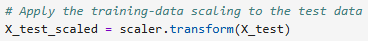 # Apply the training-data scaling to the test data
X_test_scaled = scaler.transform(X_test)